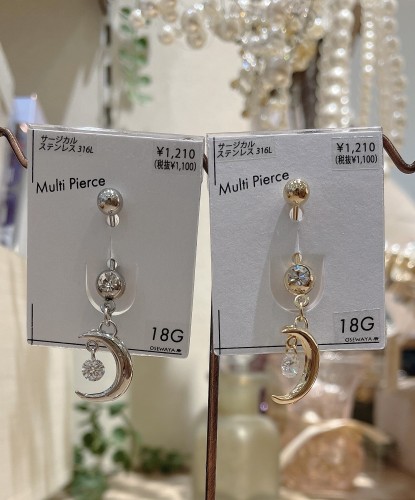 サージカル
ステンレス 316L
¥1,210
(税抜¥1,100)
Multi Pierce
18G
OSEWAYA
サージカル
ステンレス 316L
¥1,210
(税抜¥1,100)
Multi Pierce
18G
OSEWAYA